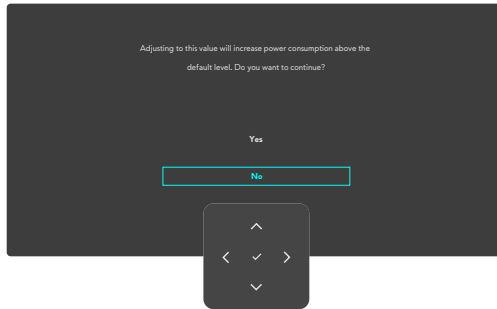 Adjusting to this value will increase power consumption above the
default level. Do you want to continue?
Yes
No